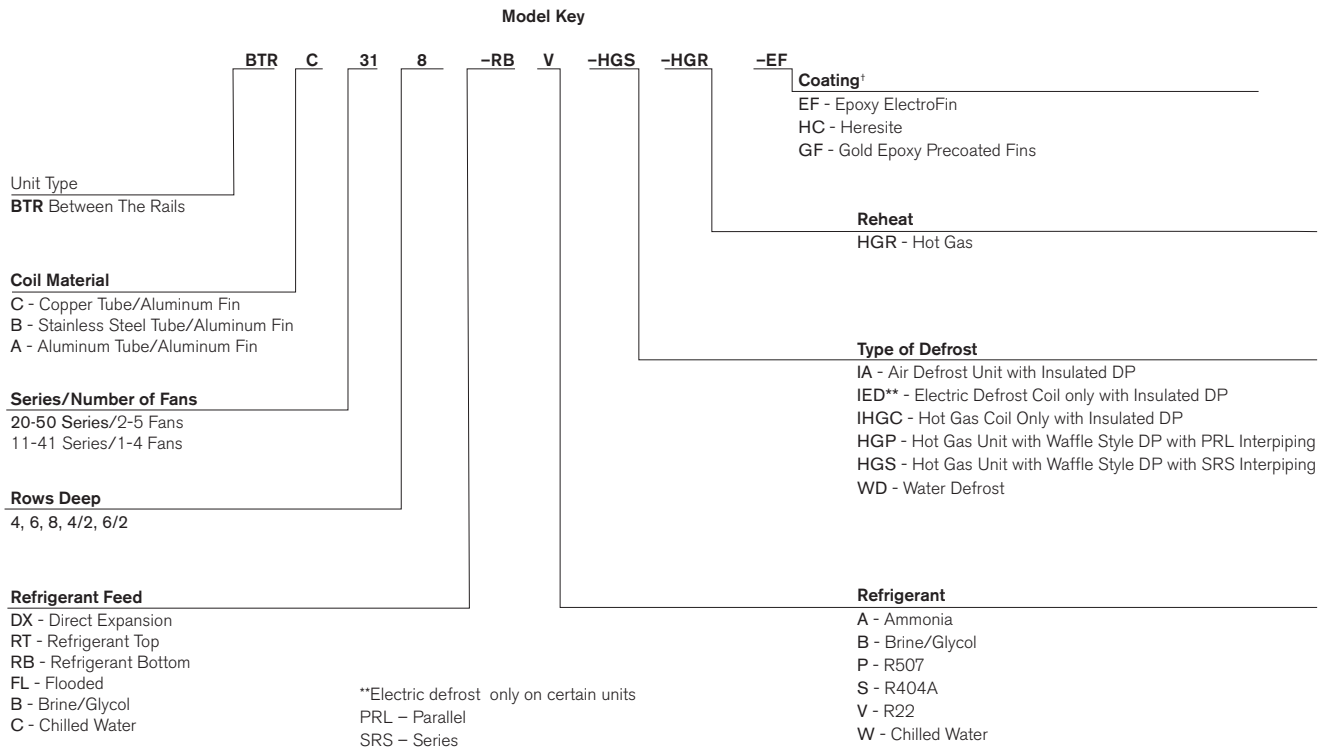 Model Key
BTR C 31 8 –RB V –HGS –HGR –EF
Coating†
EF - Epoxy ElectroFin
HC - Heresite
GF - Gold Epoxy Precoated Fins
Unit Type
BTR Between The Rails
Reheat
HGR - Hot Gas
Coil Material
C - Copper Tube/Aluminum Fin
B - Stainless Steel Tube/Aluminum Fin
A - Aluminum Tube/Aluminum Fin
Type of Defrost
IA - Air Defrost Unit with Insulated DP
IED** - Electric Defrost Coil only with Insulated DP
IHGC - Hot Gas Coil Only with Insulated DP
HGP - Hot Gas Unit with Waffle Style DP with PRL Interpiping
HGS - Hot Gas Unit with Waffle Style DP with SRS Interpiping
WD - Water Defrost
Series/Number of Fans
20-50 Series/2-5 Fans
11-41 Series/1-4 Fans
Rows Deep
4, 6, 8, 4/2, 6/2
Refrigerant Feed
DX - Direct Expansion
RT - Refrigerant Top
RB - Refrigerant Bottom
FL - Flooded
B - Brine/Glycol
C - Chilled Water
**Electric defrost only on certain units
PRL – Parallel
SRS – Series
Refrigerant
A - Ammonia
B - Brine/Glycol
P - R507
S - R404A
V - R22
W - Chilled Water